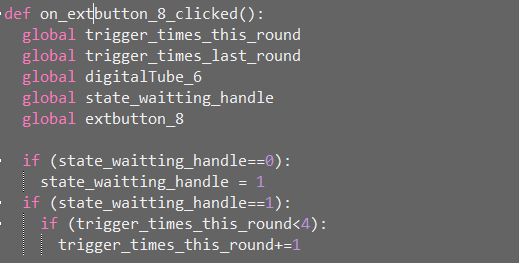 def on_extbutton_8_clicked():
global trigger_times_this_round
global trigger_times_last_round
global digitalTube_6
global state_waitting_handle
global extbutton_8
if (state_waitting_handle==0):
state_waitting_handle = 1
if (state_waitting_handle==1):
if (trigger_times_this_round<4):
trigger_times_this_round+=1